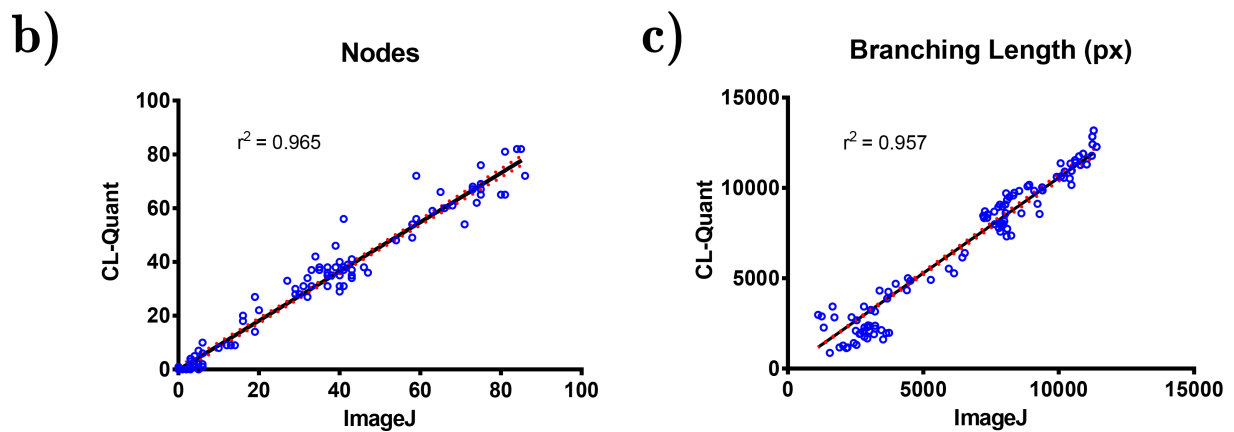 b)
Nodes
100
80
60
40
20
0
r² = 0.965
CL-Quant
0 20 40 60 80 100
ImageJ
c)
Branching Length (px)
15000
10000
5000
0
r² = 0.957
CL-Quant
0 5000 10000 15000
ImageJ